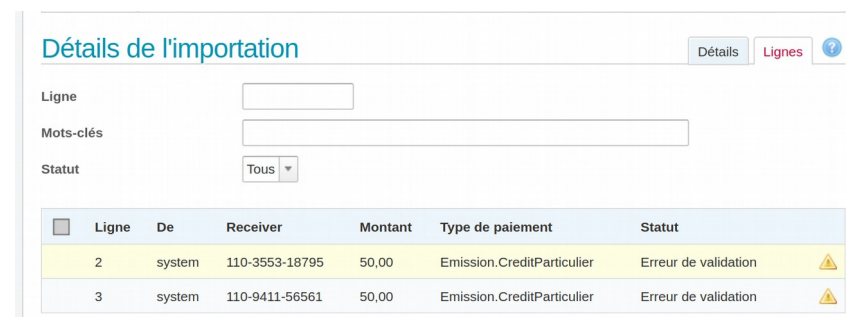 Détails de l'importation
Détails
Lignes
?
Ligne
Mots-clés
Statut
Tous
Ligne De Receiver Montant Type de paiement Statut
2 system 110-3553-18795 50,00 Emission.CreditParticulier Erreur de validation
3 system 110-9411-56561 50,00 Emission.CreditParticulier Erreur de validation